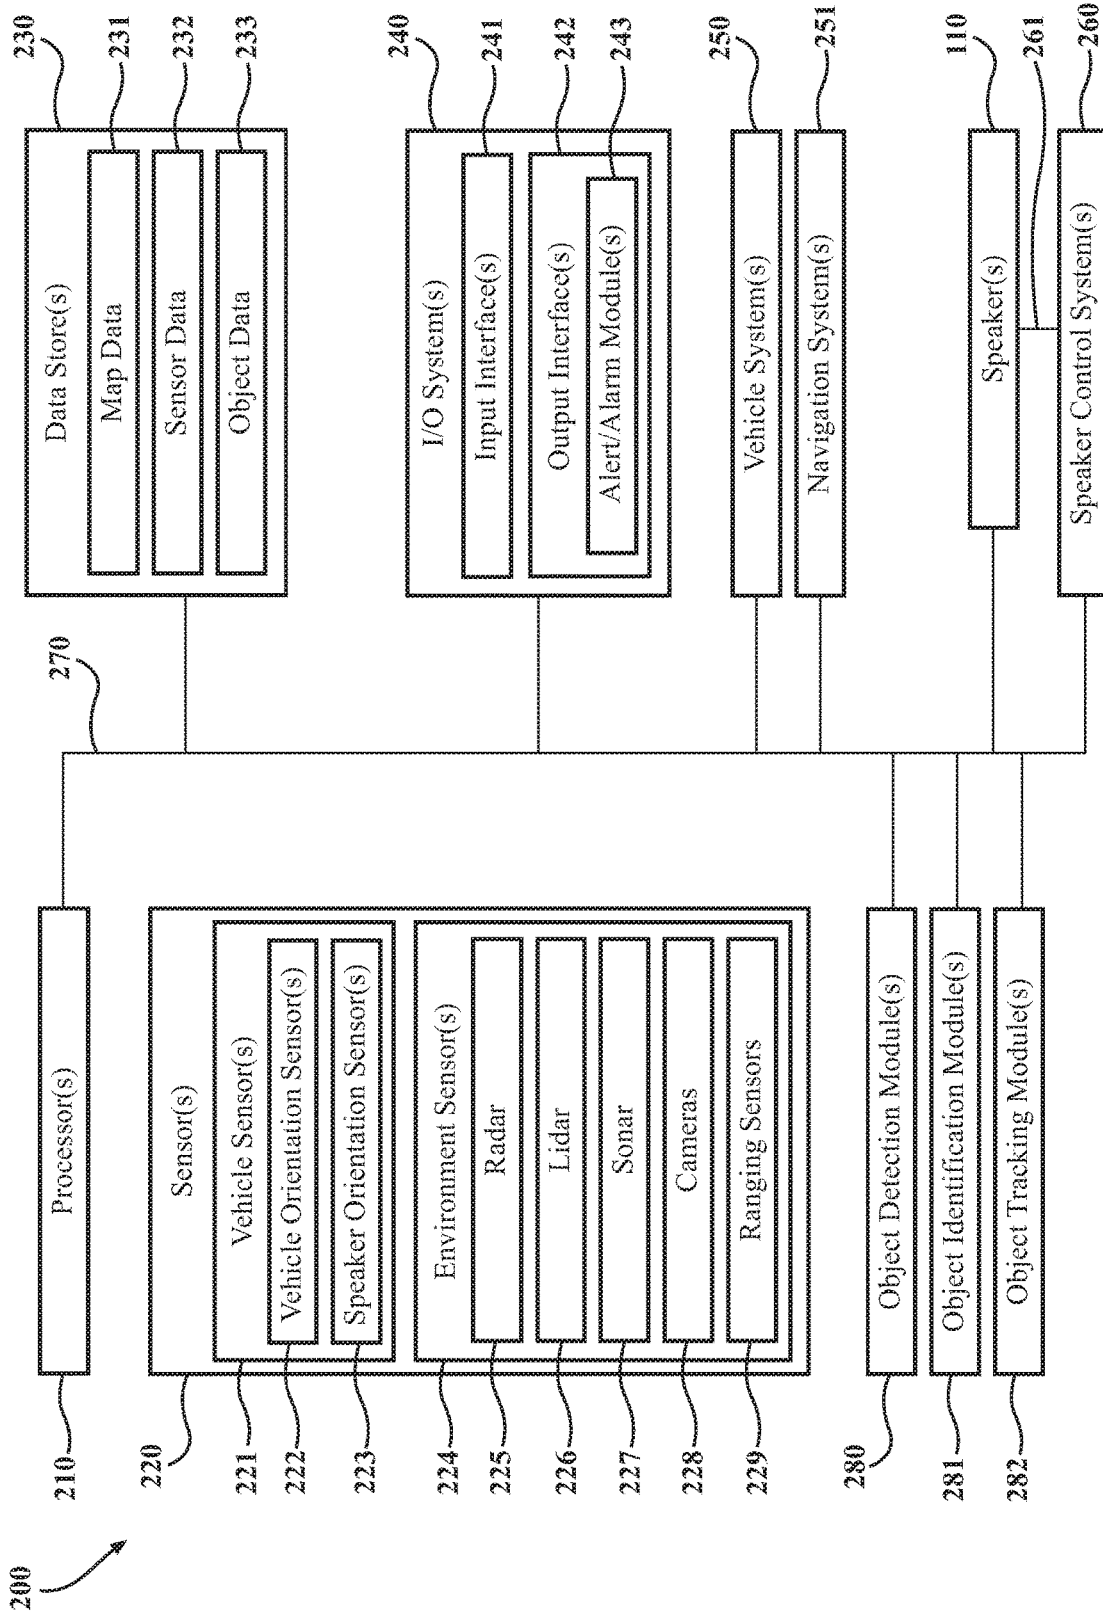 200
210
Processor(s)
220
Sensor(s)
221
Vehicle Sensor(s)
222
Vehicle Orientation Sensor(s)
223
Speaker Orientation Sensor(s)
224
Environment Sensor(s)
225
Radar
226
Lidar
227
Sonar
228
Cameras
229
Ranging Sensors
280
Object Detection Module(s)
281
Object Identification Module(s)
282
Object Tracking Module(s)
270
Data Store(s)
230
Map Data
231
Sensor Data
232
Object Data
233
I/O System(s)
240
Input Interface(s)
241
Output Interface(s)
242
Alert/Alarm Module(s)
243
Vehicle System(s)
250
Navigation System(s)
251
Speaker(s)
110
261
Speaker Control System(s)
260